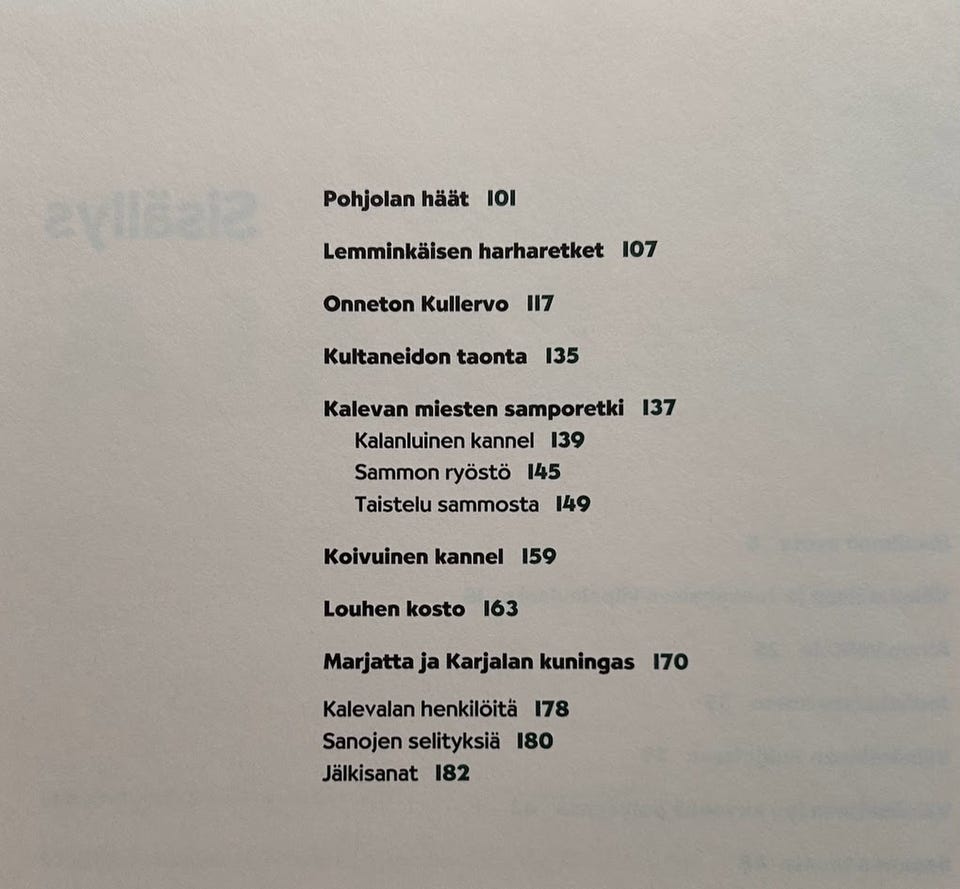 Pohjolan häät 101
Lemminkäisen harharetket 107
Onneton Kullervo 117
Kultaneidon taonta 135
Kalevan miesten samporetki 137
Kalanluinen kannel 139
Sammon ryöstö 145
Taistelu sammosta 149
Koivuinen kannel 159
Louhen kosto 163
Marjatta ja Karjalan kuningas 170
Kalevalan henkilöitä 178
Sanojen selityksiä 180
Jälkisanat 182
Sisällys